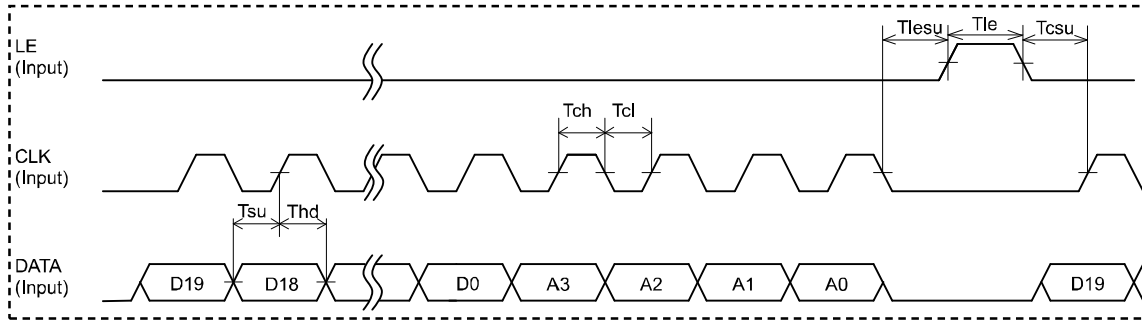 LE
(Input)
Tlesu
Tle
Tcsu
Tch
Tcl
CLK
(Input)
Tsu
Thd
DATA
(Input)
D19
D18
D0
A3
A2
A1
A0
D19